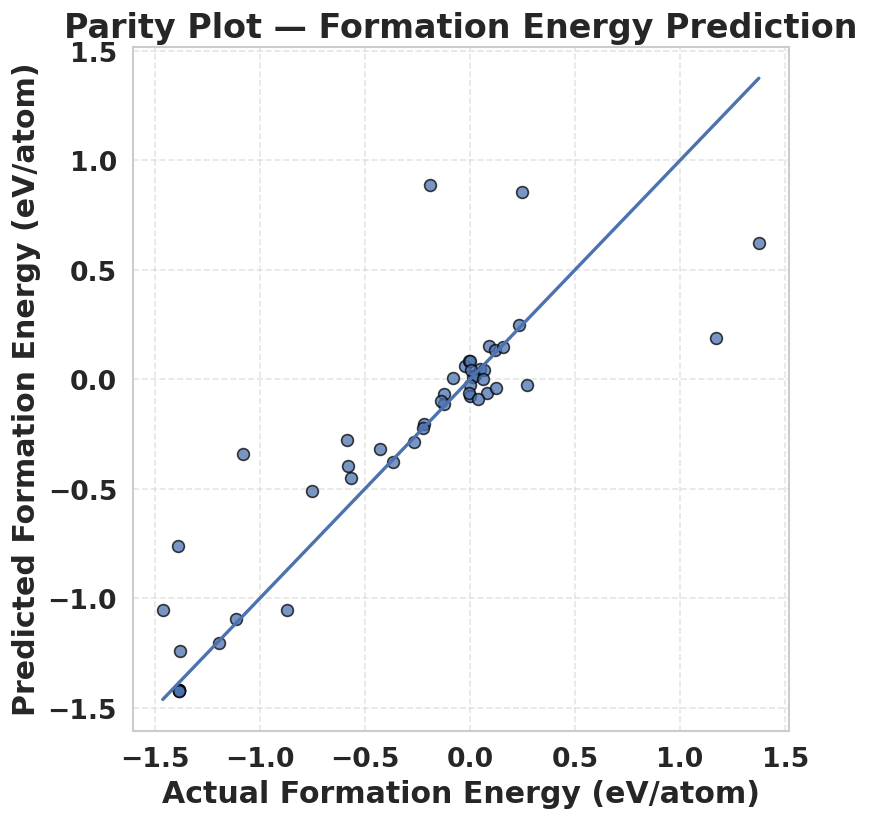 Parity Plot — Formation Energy Prediction
Predicted Formation Energy (eV/atom)
1.5
1.0
0.5
0.0
−0.5
−1.0
−1.5
−1.5 −1.0 −0.5 0.0 0.5 1.0 1.5
Actual Formation Energy (eV/atom)